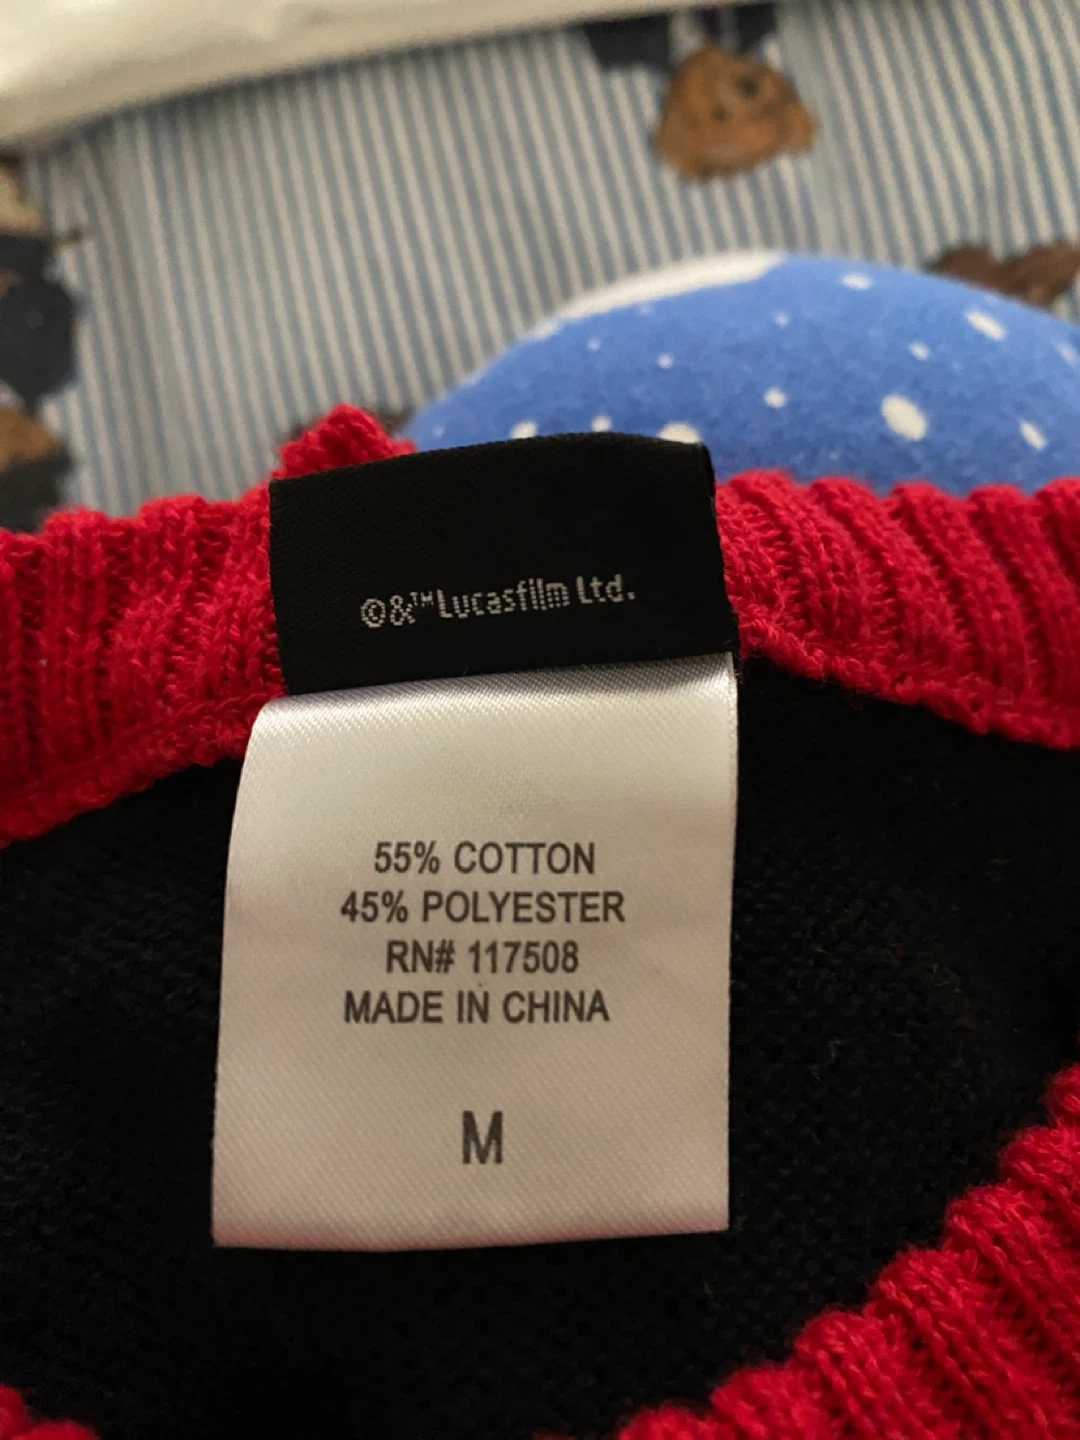 ©&™Lucasfilm Ltd.
55% COTTON
45% POLYESTER
RN# 117508
MADE IN CHINA
M